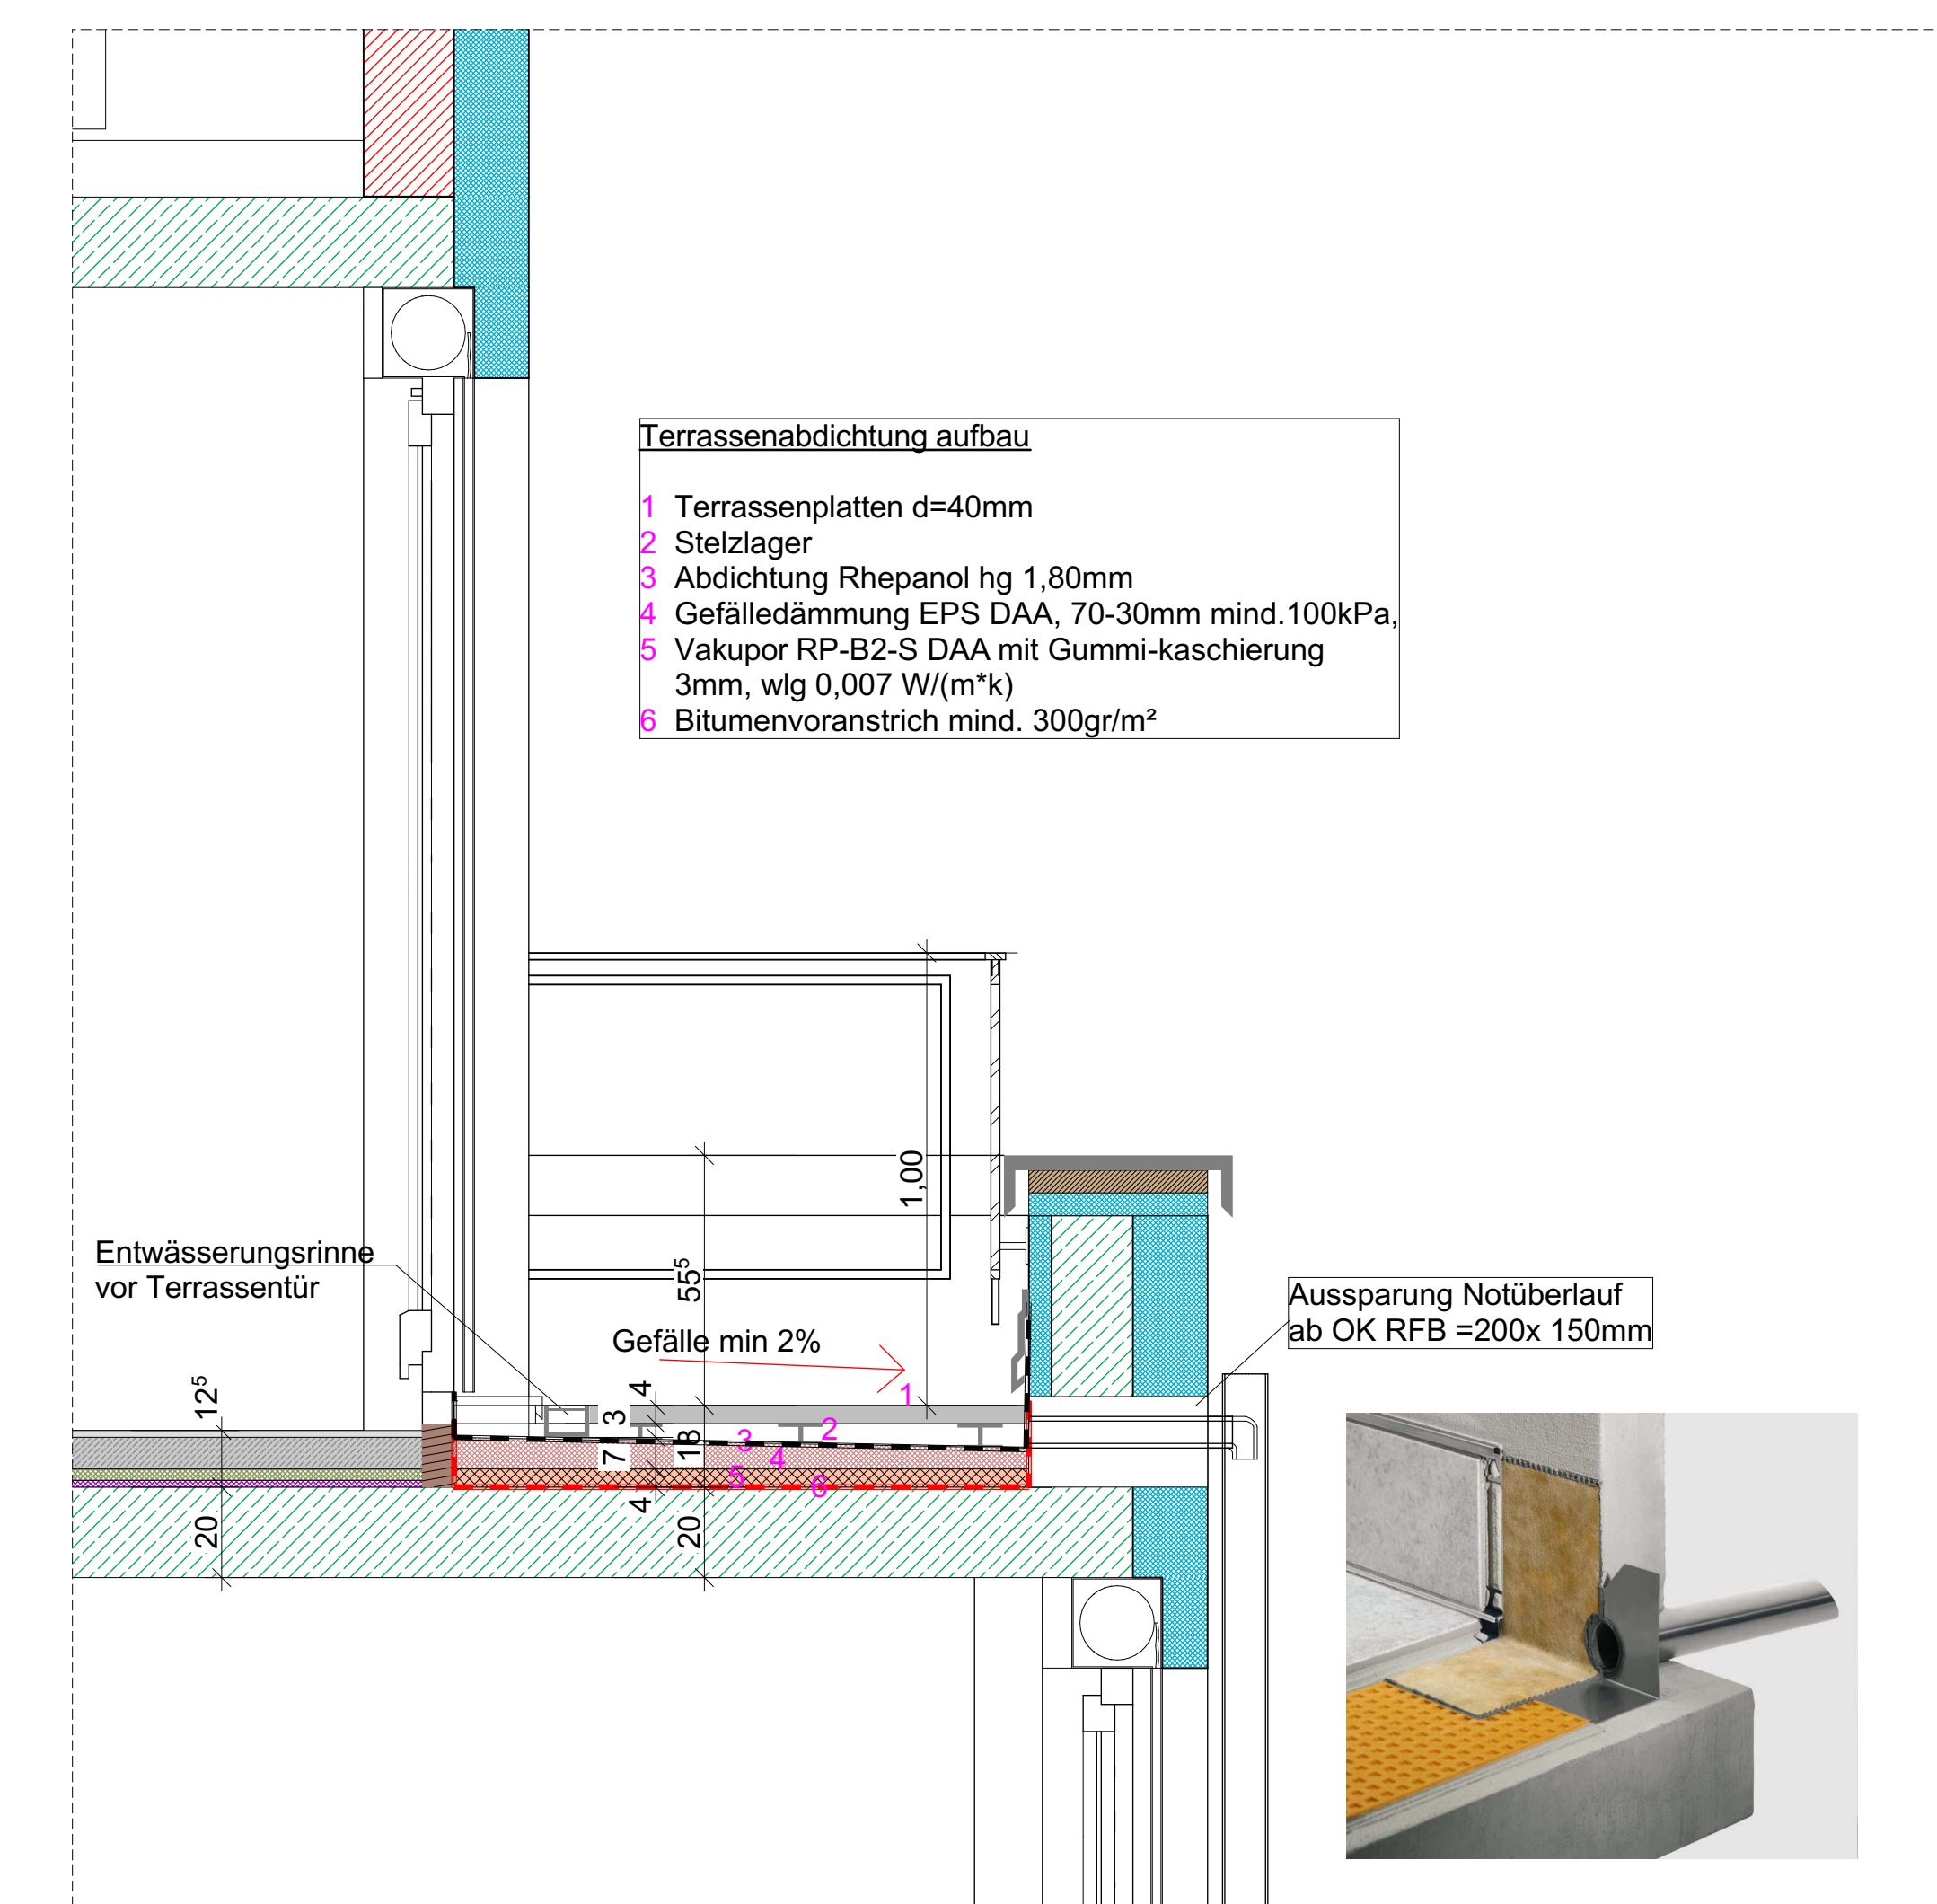 Terrassenabdichtung aufbau
1 Terrassenplatten d=40mm
2 Stelzlager
3 Abdichtung Rhepanol hg 1,80mm
4 Gefälledämmung EPS DAA, 70-30mm mind.100kPa,
5 Vakupor RP-B2-S DAA mit Gummi-kaschierung
3mm, wlg 0,007 W/(m*k)
6 Bitumenvoranstrich mind. 300gr/m²
1,00
Entwässerungsrinne
vor Terrassentür
55⁵
Aussparung Notüberlauf
ab OK RFB =200x 150mm
Gefälle min 2%
12⁵
4
3
7
4
18
1
2
3
4
5
6
20
20